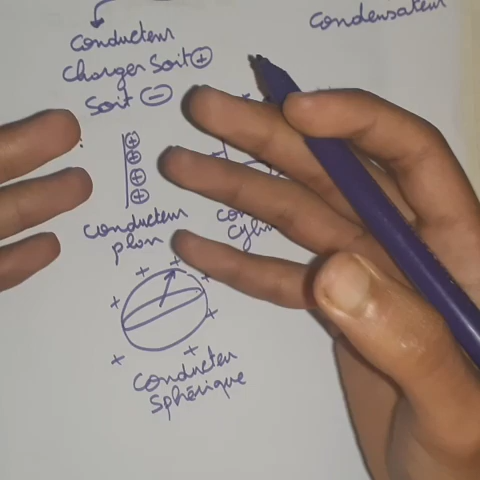 Condensateur
Conducteur
Charger Soit +
Soit -
+
+
+
+
Conducteur
plan
+ + +
+ +
+ +
Conducteur
Sphérique